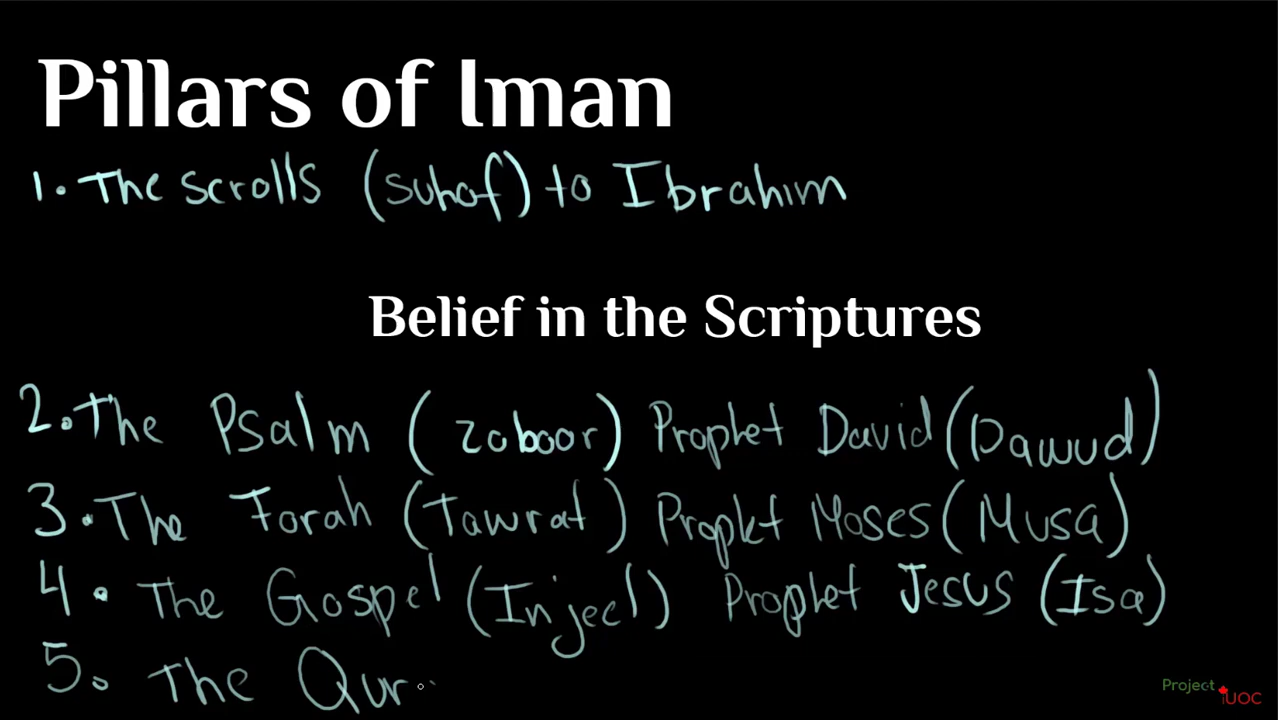 Pillars of Iman
1. The scrolls (suhof) to Ibrahim
Belief in the Scriptures
2. The Psalm (zoboor) Prophet David (Dawud)
3. The Torah (Tawrat) Prophet Moses (Musa)
4. The Gospel (Injeel) Prophet Jesus (Isa)
5. The Qur
Project iUOC